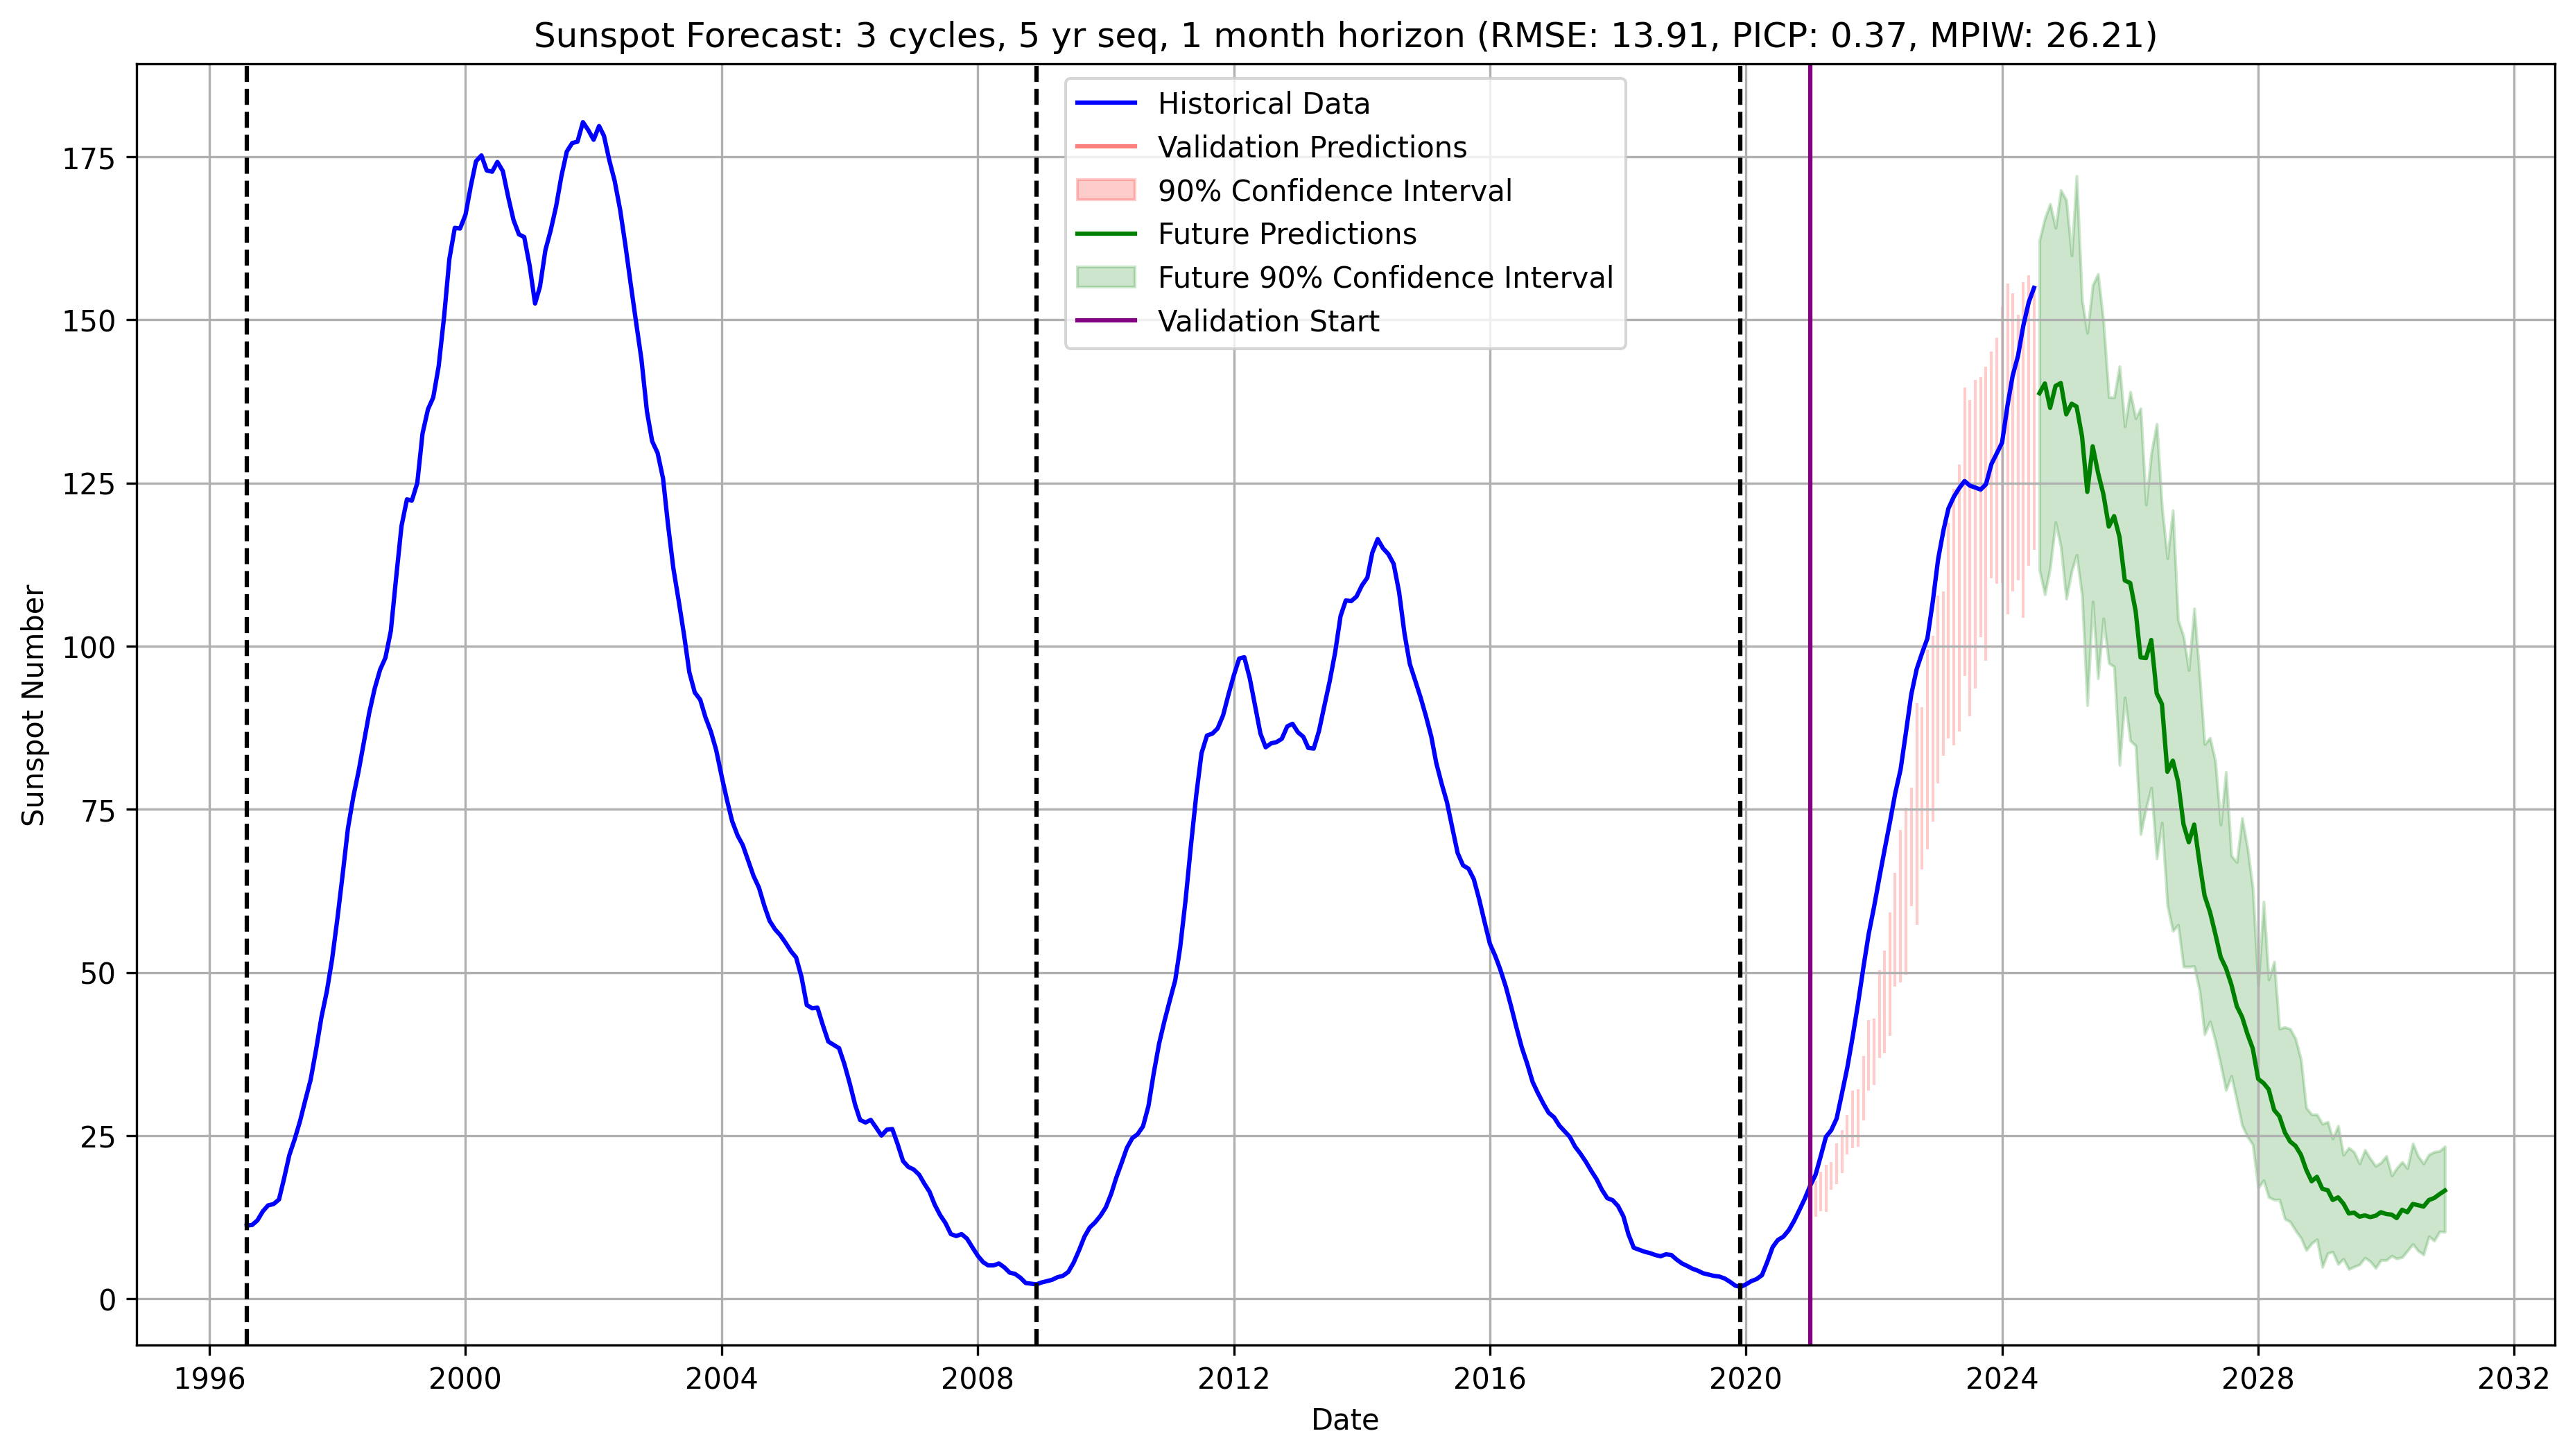 Sunspot Forecast: 3 cycles, 5 yr seq, 1 month horizon (RMSE: 13.91, PICP: 0.37, MPIW: 26.21)
Historical Data
Validation Predictions
90% Confidence Interval
Future Predictions
Future 90% Confidence Interval
Validation Start
175
150
125
100
75
50
25
0
Sunspot Number
1996 2000 2004 2008 2012 2016 2020 2024 2028 2032
Date